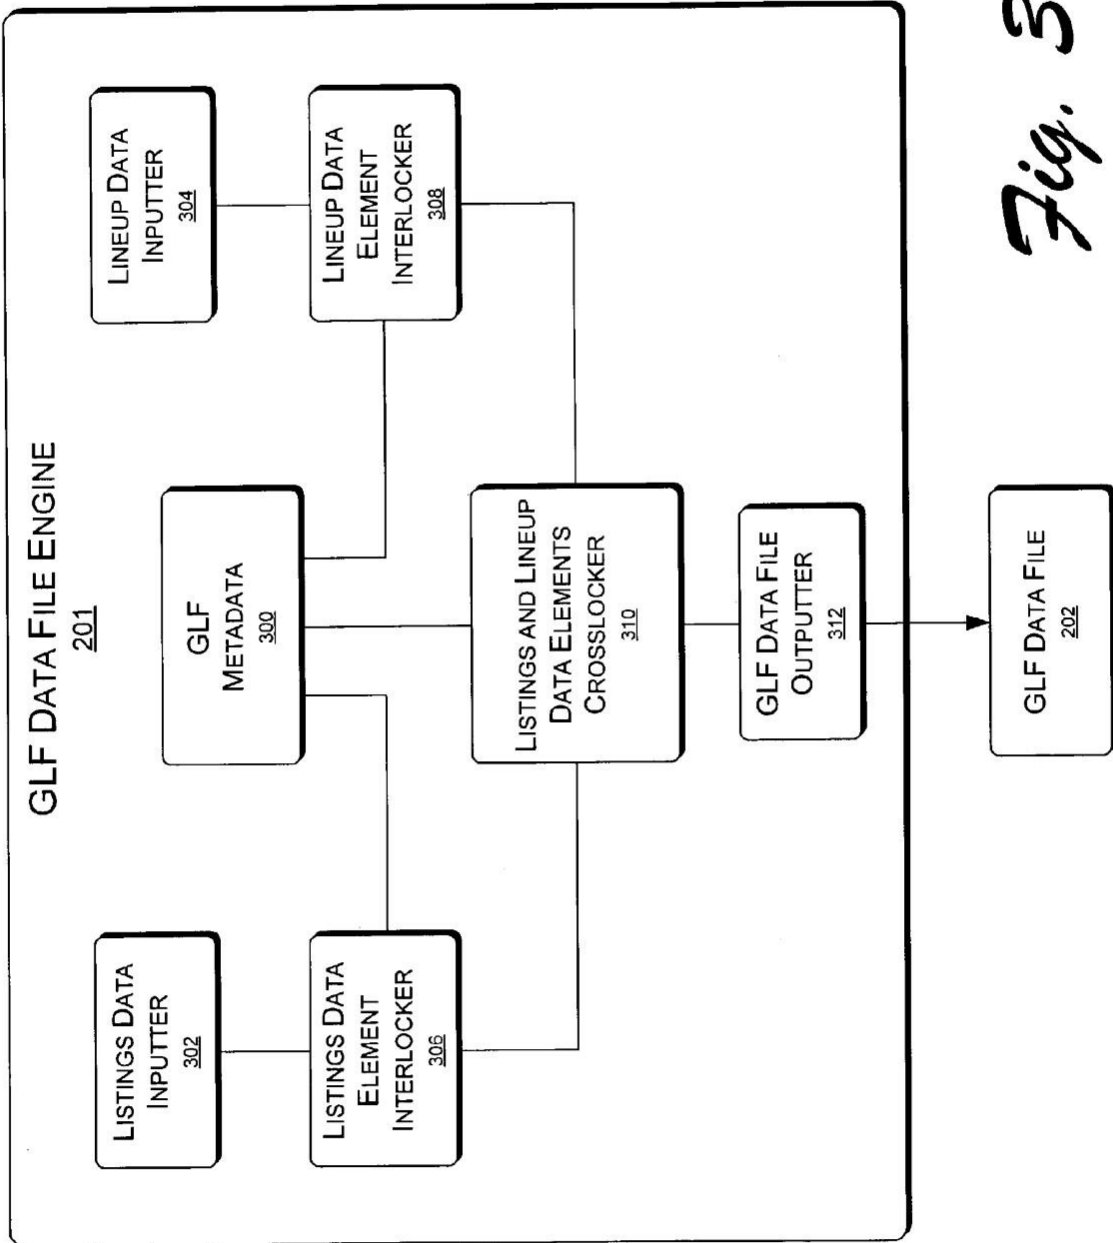 GLF DATA FILE ENGINE
201
LISTINGS DATA
INPUTTER
302
GLF
METADATA
300
LINEUP DATA
INPUTTER
304
LISTINGS DATA
ELEMENT
INTERLOCKER
306
LINEUP DATA
ELEMENT
INTERLOCKER
308
LISTINGS AND LINEUP
DATA ELEMENTS
CROSSLOCKER
310
GLF DATA FILE
OUTPUTTER
312
GLF DATA FILE
202
Fig. 3